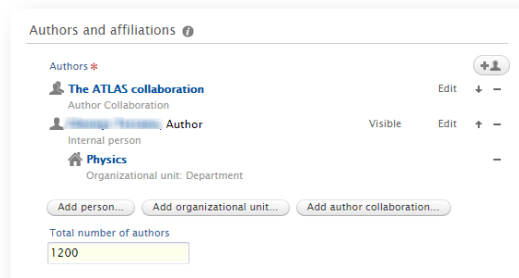 Authors and affiliations
Authors *
The ATLAS collaboration Edit
Author Collaboration
, Author Visible Edit
Internal person
Physics
Organizational unit: Department
Add person... Add organizational unit... Add author collaboration...
Total number of authors
1200